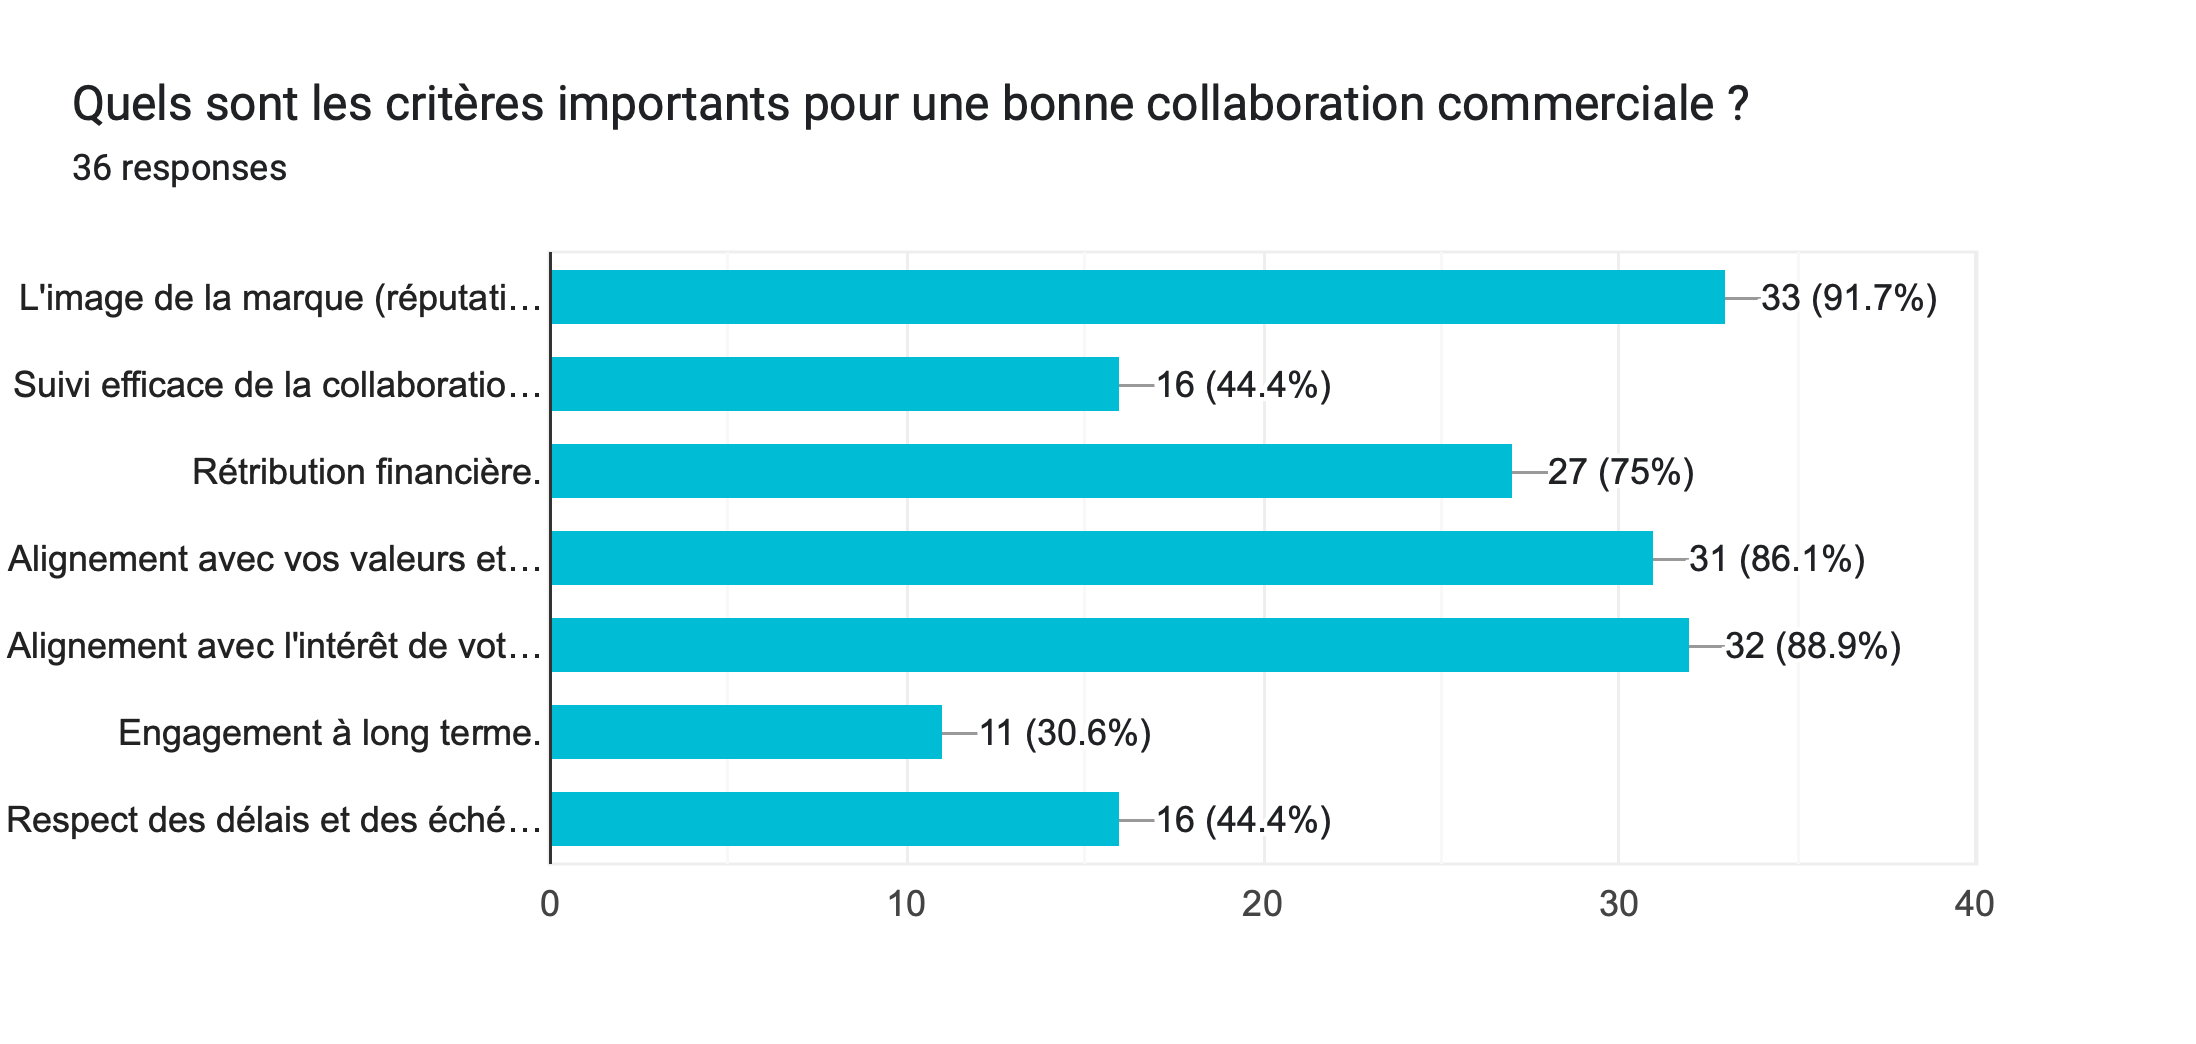 Quels sont les critères importants pour une bonne collaboration commerciale ?
36 responses
L'image de la marque (réputati… 33 (91.7%)
Suivi efficace de la collaboratio… 16 (44.4%)
Rétribution financière. 27 (75%)
Alignement avec vos valeurs et… 31 (86.1%)
Alignement avec l'intérêt de vot… 32 (88.9%)
Engagement à long terme. 11 (30.6%)
Respect des délais et des éché… 16 (44.4%)
0 10 20 30 40